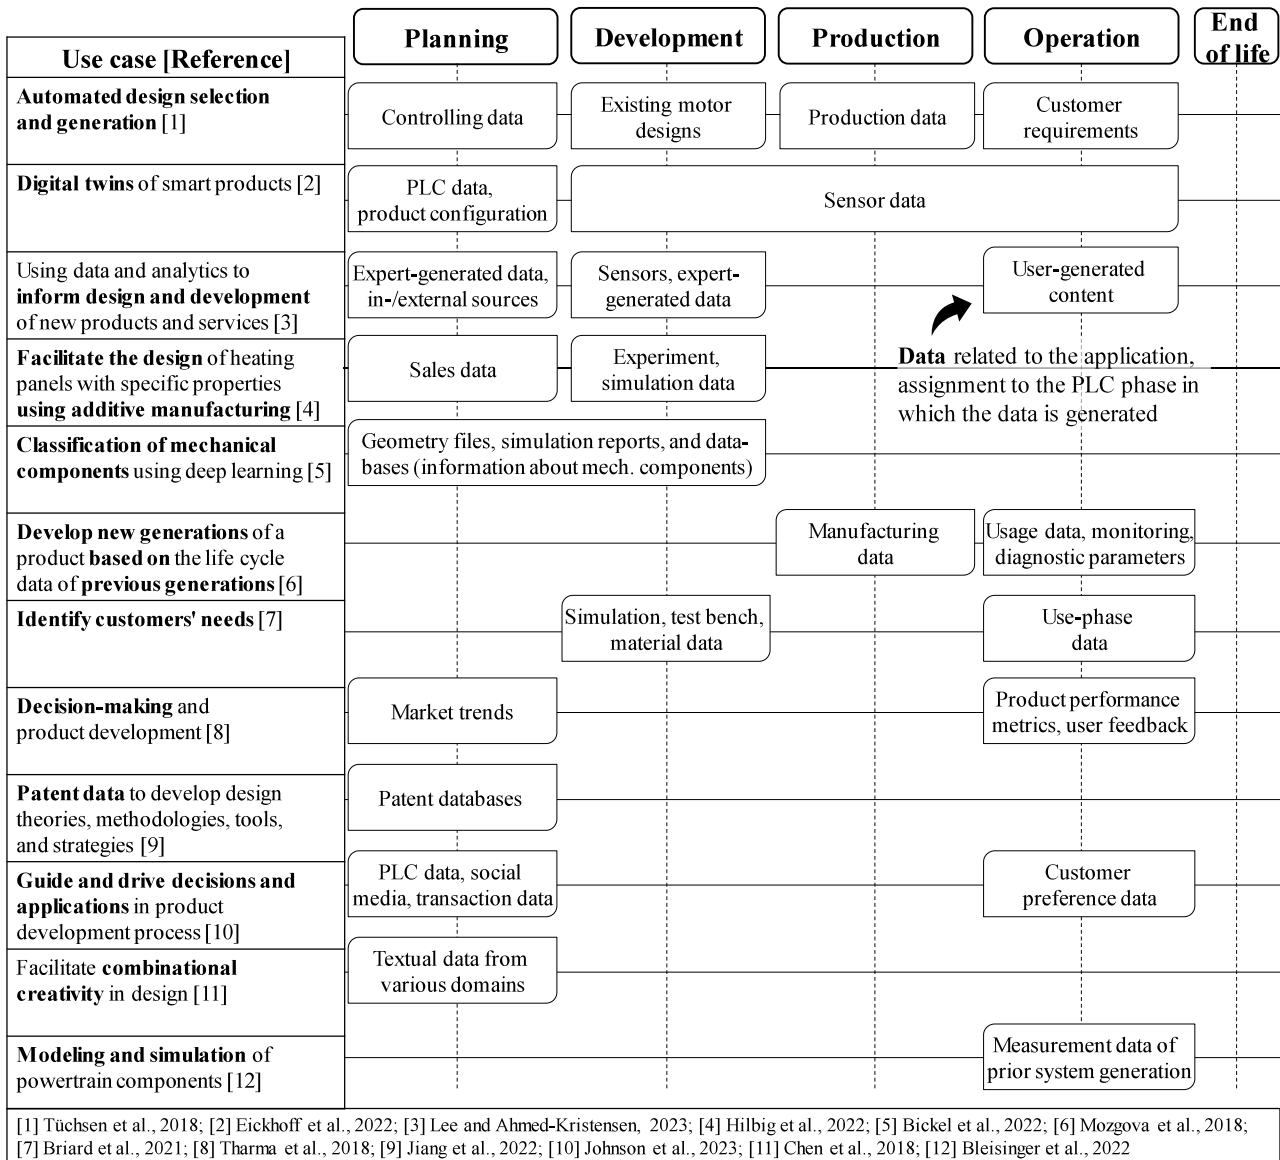 Use case [Reference]
Planning
Development
Production
Operation
End
of life
Automated design selection
and generation [1]
Controlling data
Existing motor
designs
Production data
Customer
requirements
Digital twins of smart products [2]
PLC data,
product configuration
Sensor data
Using data and analytics to
inform design and development
of new products and services [3]
Expert-generated data,
in-/external sources
Sensors, expert-
generated data
User-generated
content
Data related to the application,
assignment to the PLC phase in
which the data is generated
Facilitate the design of heating
panels with specific properties
using additive manufacturing [4]
Sales data
Experiment,
simulation data
Classification of mechanical
components using deep learning [5]
Geometry files, simulation reports, and data-
bases (information about mech. components)
Develop new generations of a
product based on the life cycle
data of previous generations [6]
Manufacturing
data
Usage data, monitoring,
diagnostic parameters
Identify customers' needs [7]
Simulation, test bench,
material data
Use-phase
data
Decision-making and
product development [8]
Market trends
Product performance
metrics, user feedback
Patent data to develop design
theories, methodologies, tools,
and strategies [9]
Patent databases
Guide and drive decisions and
applications in product
development process [10]
PLC data, social
media, transaction data
Customer
preference data
Facilitate combinational
creativity in design [11]
Textual data from
various domains
Modeling and simulation of
powertrain components [12]
Measurement data of
prior system generation
[1] Tüchsen et al., 2018; [2] Eickhoff et al., 2022; [3] Lee and Ahmed-Kristensen, 2023; [4] Hilbig et al., 2022; [5] Bickel et al., 2022; [6] Mozgova et al., 2018;
[7] Briard et al., 2021; [8] Tharma et al., 2018; [9] Jiang et al., 2022; [10] Johnson et al., 2023; [11] Chen et al., 2018; [12] Bleisinger et al., 2022